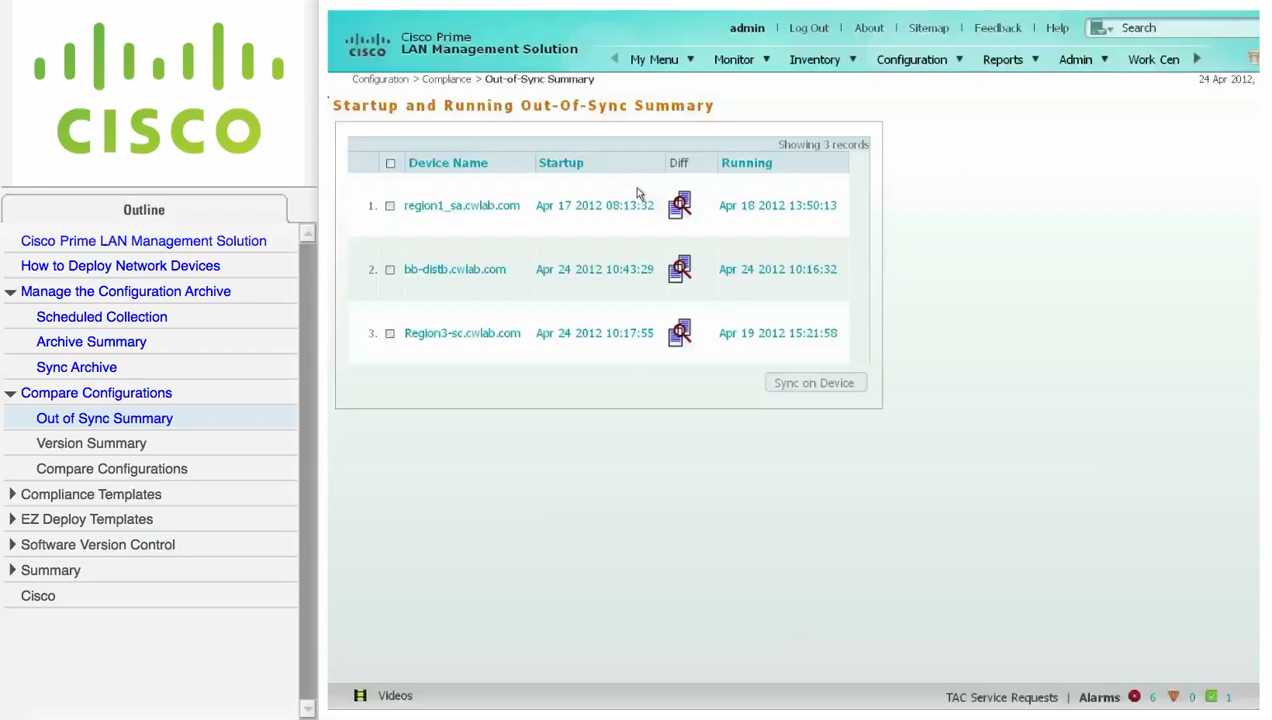 CISCO
Outline
Cisco Prime LAN Management Solution
How to Deploy Network Devices
Manage the Configuration Archive
Scheduled Collection
Archive Summary
Sync Archive
Compare Configurations
Out of Sync Summary
Version Summary
Compare Configurations
Compliance Templates
EZ Deploy Templates
Software Version Control
Summary
Cisco
CISCO
Cisco Prime
LAN Management Solution
admin | Log Out | About | Sitemap | Feedback | Help
Search
My Menu Monitor Inventory Configuration Reports Admin Work Cen
Configuration > Compliance > Out-of-Sync Summary
24 Apr 2012,
Startup and Running Out-Of-Sync Summary
Showing 3 records
Device Name Startup Diff Running
1. region1_sa.cwlab.com Apr 17 2012 08:13:32 Apr 18 2012 13:50:13
2. bb-distb.cwlab.com Apr 24 2012 10:43:29 Apr 24 2012 10:16:32
3. Region3-sc.cwlab.com Apr 24 2012 10:17:55 Apr 19 2012 15:21:58
Sync on Device
Videos
TAC Service Requests | Alarms 6 0 1